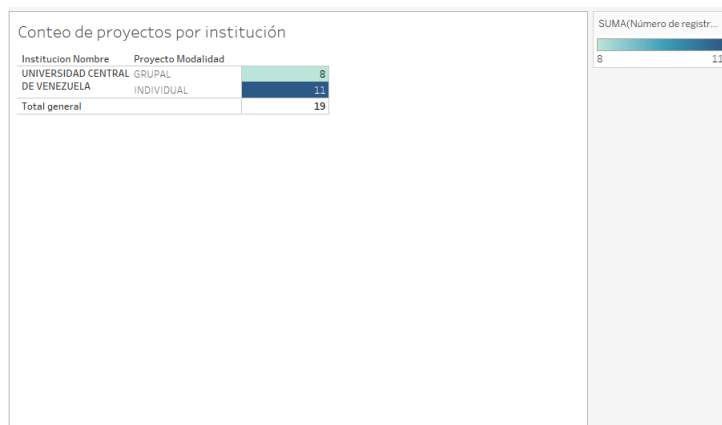 Conteo de proyectos por institución
SUMA(Número de registr...
8 11
Institucion Nombre Proyecto Modalidad
UNIVERSIDAD CENTRAL GRUPAL 8
DE VENEZUELA INDIVIDUAL 11
Total general 19